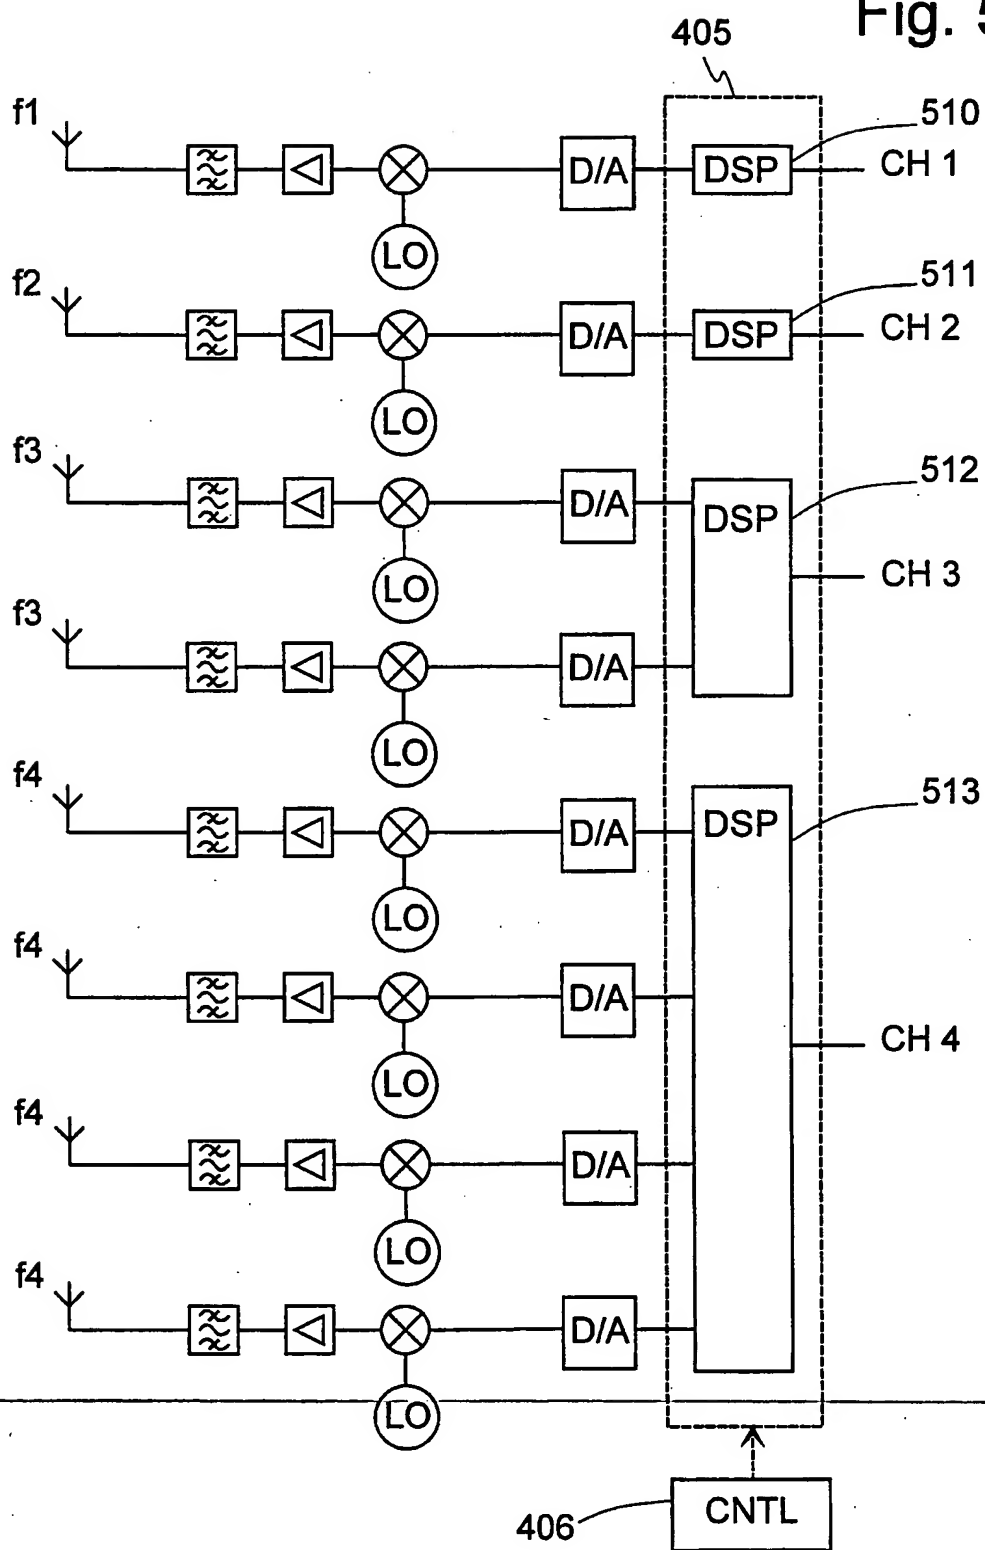 Fig. 5
405
f1
D/A
DSP
510
CH 1
LO
f2
D/A
DSP
511
CH 2
LO
f3
D/A
DSP
512
LO
CH 3
f3
D/A
LO
f4
D/A
DSP
513
LO
f4
D/A
LO
CH 4
f4
D/A
LO
f4
D/A
LO
406
CNTL